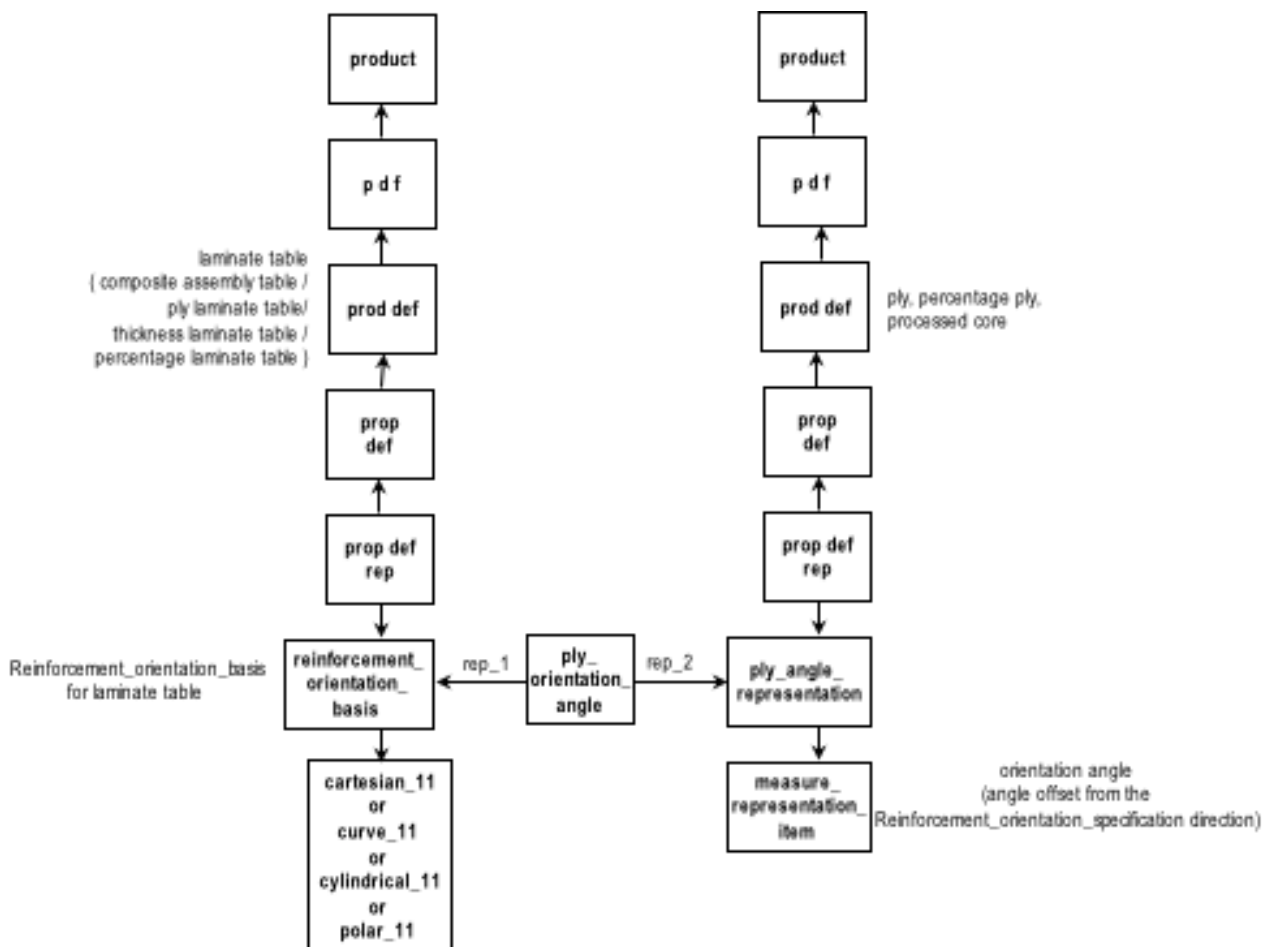 product
product
p d f
p d f
laminate table
( composite assembly table /
ply laminate table/
thickness laminate table /
percentage laminate table )
prod def
prod def
ply, percentage ply,
processed core
prop
def
prop
def
prop def
rep
prop def
rep
Reinforcement_orientation_basis
for laminate table
reinforcement_
orientation_
basis
rep_1
ply_
orientation_
angle
rep_2
ply_angle_
representation
cartesian_11
or
curve_11
or
cylindrical_11
or
polar_11
measure_
representation_
item
orientation angle
(angle offset from the
Reinforcement_orientation_specification direction)